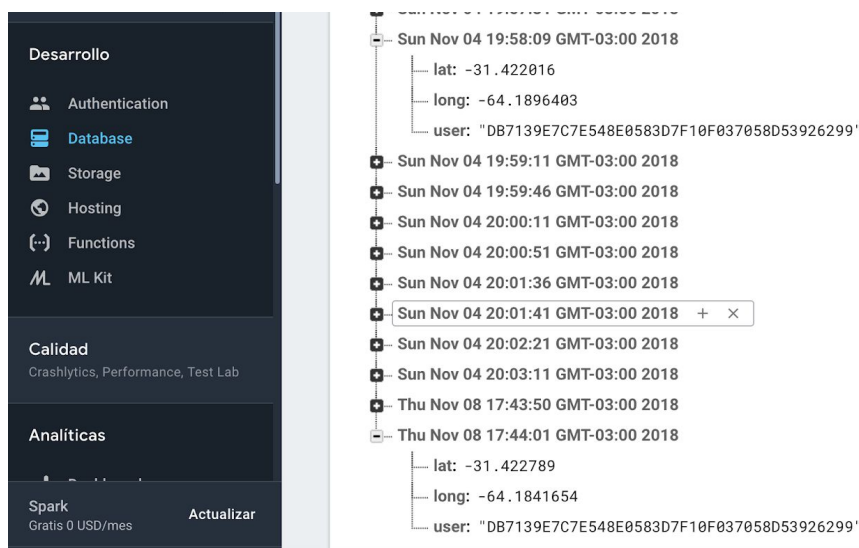 Desarrollo
Authentication
Database
Storage
Hosting
Functions
ML Kit
Calidad
Crashlytics, Performance, Test Lab
Analíticas
Spark
Gratis 0 USD/mes
Actualizar
Sun Nov 04 19:58:09 GMT-03:00 2018
lat: -31.422016
long: -64.1896403
user: "DB7139E7C7E548E0583D7F10F037058D53926299'
Sun Nov 04 19:59:11 GMT-03:00 2018
Sun Nov 04 19:59:46 GMT-03:00 2018
Sun Nov 04 20:00:11 GMT-03:00 2018
Sun Nov 04 20:00:51 GMT-03:00 2018
Sun Nov 04 20:01:36 GMT-03:00 2018
Sun Nov 04 20:01:41 GMT-03:00 2018 + ×
Sun Nov 04 20:02:21 GMT-03:00 2018
Sun Nov 04 20:03:11 GMT-03:00 2018
Thu Nov 08 17:43:50 GMT-03:00 2018
Thu Nov 08 17:44:01 GMT-03:00 2018
lat: -31.422789
long: -64.1841654
user: "DB7139E7C7E548E0583D7F10F037058D53926299'